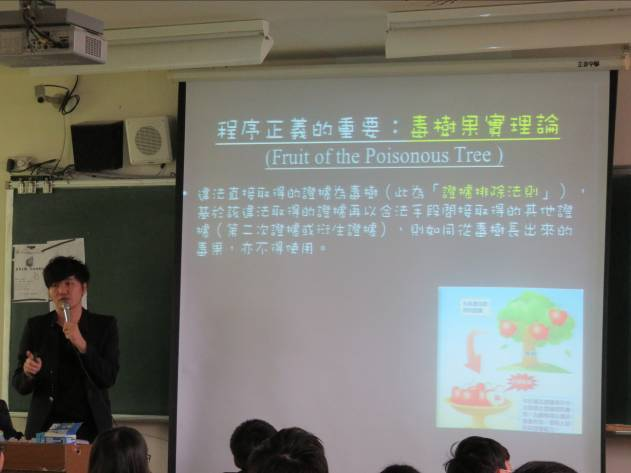 程序正義的重要：毒樹果實理論
(Fruit of the Poisonous Tree )
違法直接取得的證據為毒樹（此為「證據排除法則」），
基於該違法取得的證據再以合法手段間接取得的其他證
據（第二次證據或衍生證據），則如同從毒樹長出來的
毒果，亦不得使用。